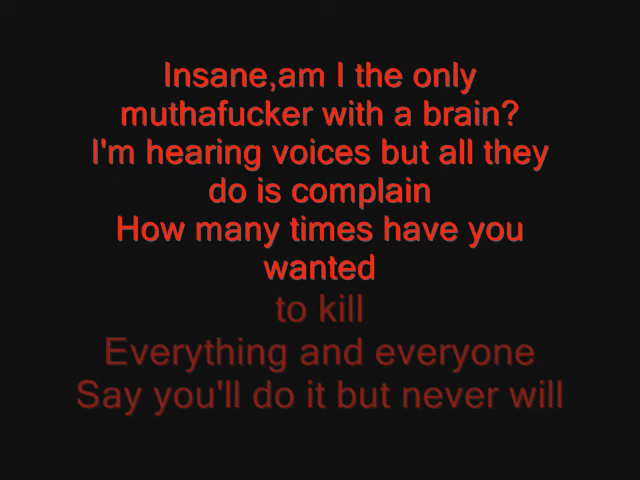 Insane,am I the only
muthafucker with a brain?
I'm hearing voices but all they
do is complain
How many times have you
wanted
to kill
Everything and everyone
Say you'll do it but never will